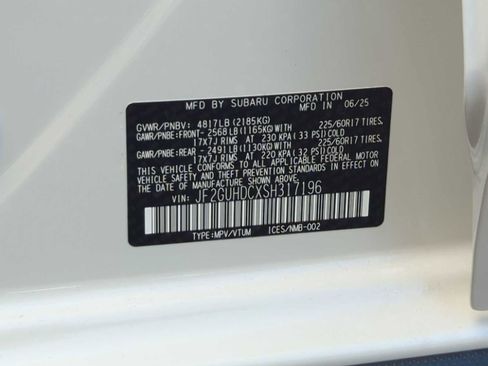 MFD BY SUBARU CORPORATION
MFD IN 06/25
GVWR/PNBV: 4817LB(2185KG)
GAWR/PNBE:FRONT-2568LB(1165KG)WITH 225/60R17 TIRES,
17X7J RIMS AT 230 KPA(33 PSI)COLD
GAWR/PNBE:REAR -2491LB(1130KG)WITH 225/60R17 TIRES,
17X7J RIMS AT 220 KPA(32 PSI)COLD
THIS VEHICLE CONFORMS TO ALL APPLICABLE FEDERAL MOTOR VEHICLE
SAFETY, BUMPER, AND THEFT PREVENTION STANDARDS IN EFFECT
ON THE DATE OF MANUFACTURE SHOWN ABOVE.
VIN: JF2GUHDCXSH317196
TYPE:MPV/VTUM ICES/NMB-002